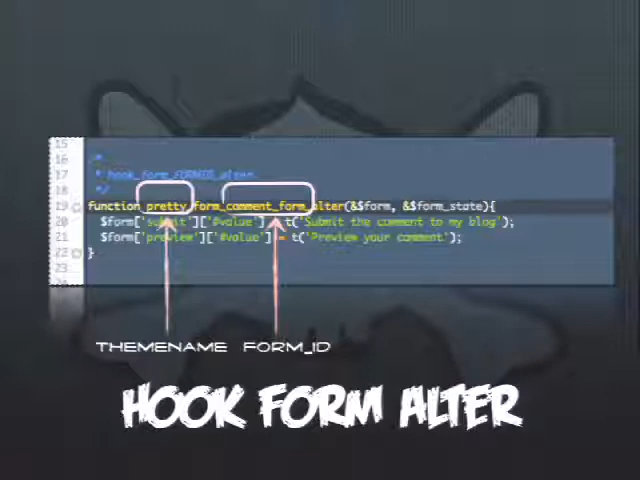 15
16 /*
17 * hook_form_FORMID_alter.
18 */
19 function pretty_form_comment_form_alter(&$form, &$form_state){
20 $form['submit']['#value'] = t('Submit the comment to my blog');
21 $form['preview']['#value'] = t('Preview your comment');
22 }
23
THEMENAME FORM_ID
HOOK FORM ALTER